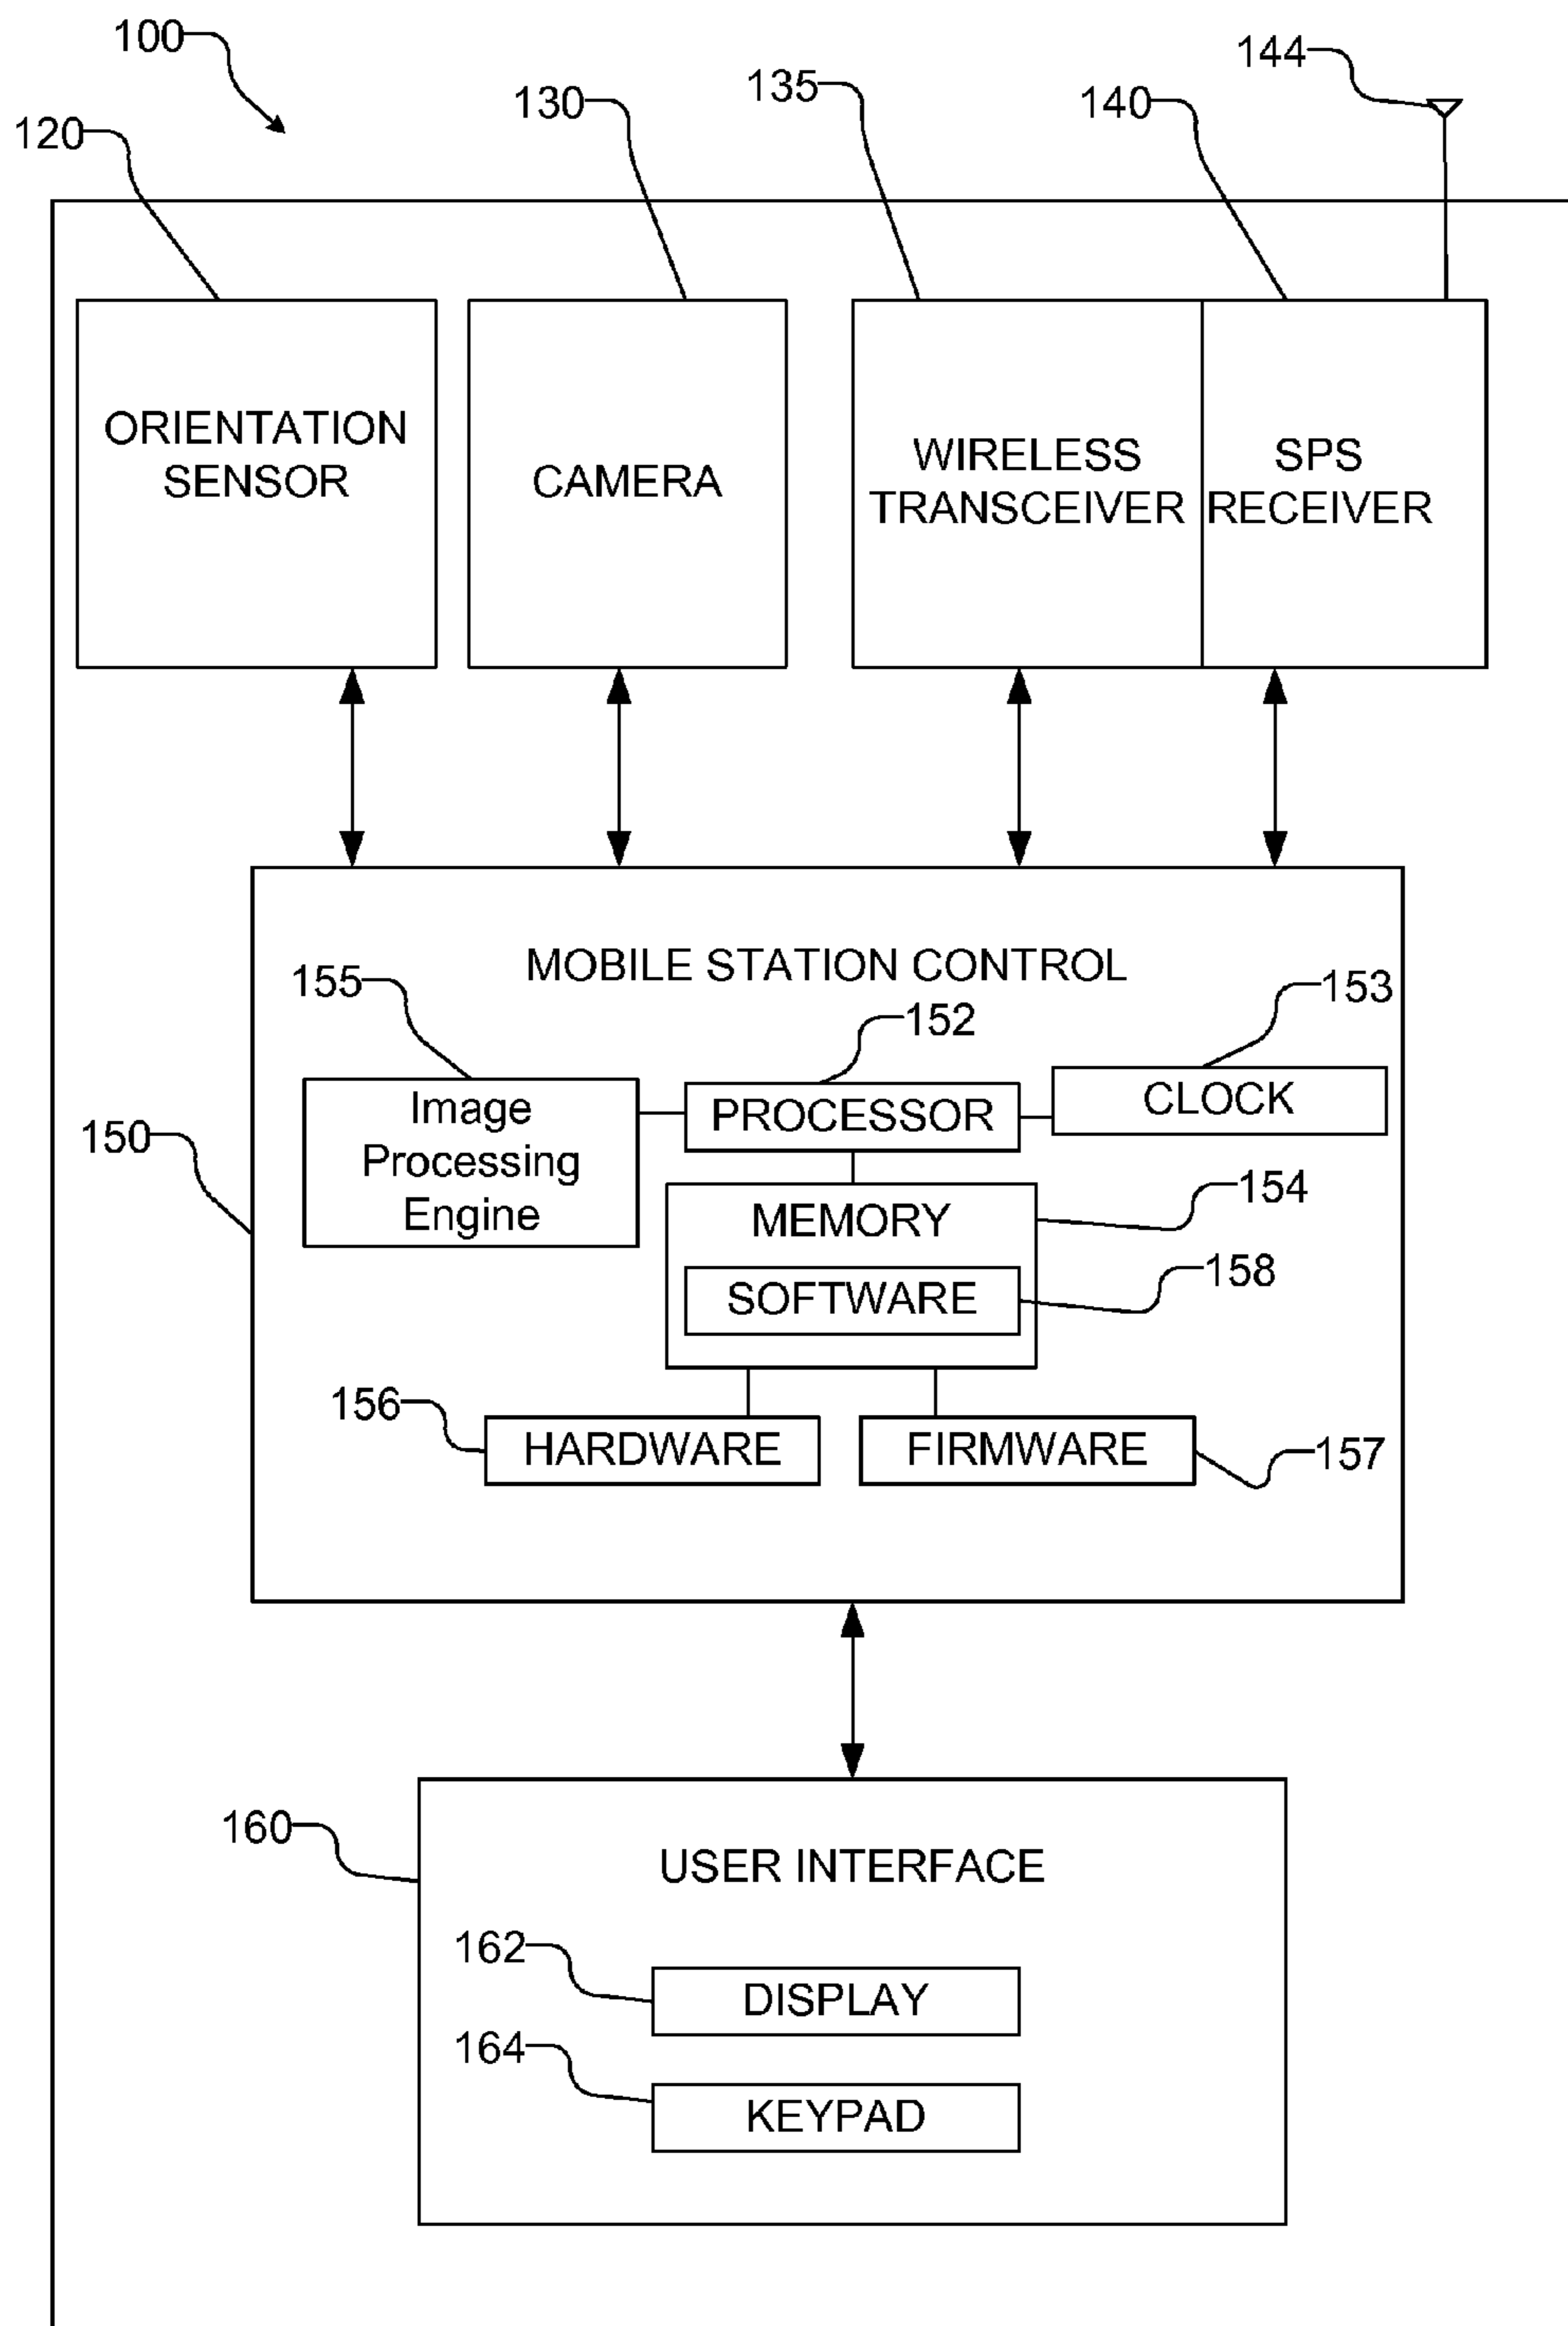 100
144
135
130
140
120
ORIENTATION
SENSOR
CAMERA
WIRELESS
TRANSCEIVER
SPS
RECEIVER
MOBILE STATION CONTROL
155
153
152
Image
Processing
Engine
PROCESSOR
CLOCK
150
154
MEMORY
158
SOFTWARE
156
HARDWARE
FIRMWARE
157
160
USER INTERFACE
162
DISPLAY
164
KEYPAD